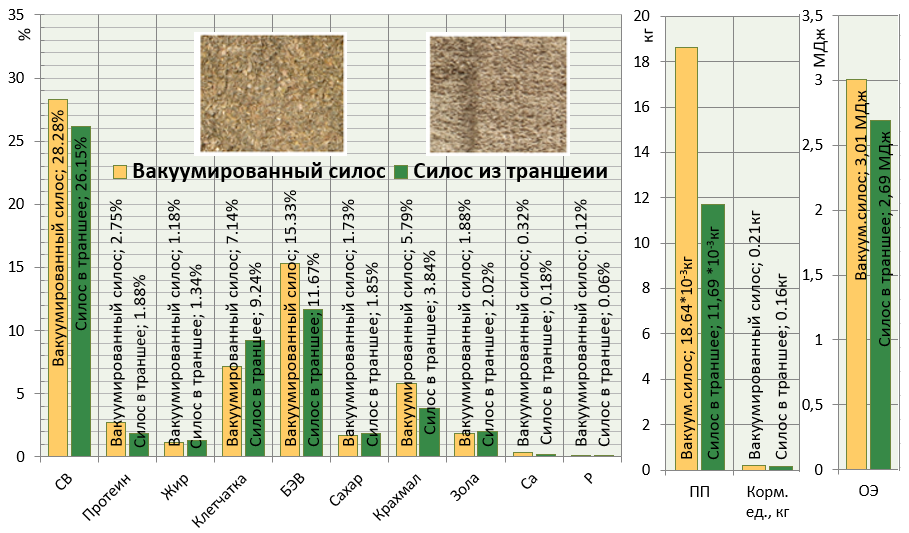 %
35
30
25
20
15
10
5
0
Вакуумированный силос
Силос из траншеии
Вакуумированный силос; 28.28%
Силос в траншее; 26.15%
Вакуумированный силос; 2.75%
Силос в траншее; 1.88%
Вакуумированный силос; 1.18%
Силос в траншее; 1.34%
Вакуумированный силос; 7.14%
Силос в траншее; 9.24%
Вакуумированный силос; 15.33%
Силос в траншее; 11.67%
Вакуумированный силос; 1.73%
Силос в траншее; 1.85%
Вакуумированный силос; 5.79%
Силос в траншее; 3.84%
Вакуумированный силос; 1.88%
Силос в траншее; 2.02%
Вакуумированный силос; 0.32%
Силос в траншее; 0.18%
Вакуумированный силос; 0.12%
Силос в траншее; 0.06%
СВ
Протеин
Жир
Клетчатка
БЭВ
Сахар
Крахмал
Зола
Ca
P
кг
20
18
16
14
12
10
8
6
4
2
0
Вакуум.силос; 18.64*10⁻³кг
Силос в траншее; 11,69 *10⁻³кг
Вакуумированный силос; 0.21кг
Силос в траншее; 0.16кг
ПП
Корм.
ед., кг
МДж
3,5
3
2,5
2
1,5
1
0,5
0
Вакуум.силос; 3,01 МДж
Силос в траншее; 2,69 МДж
ОЭ